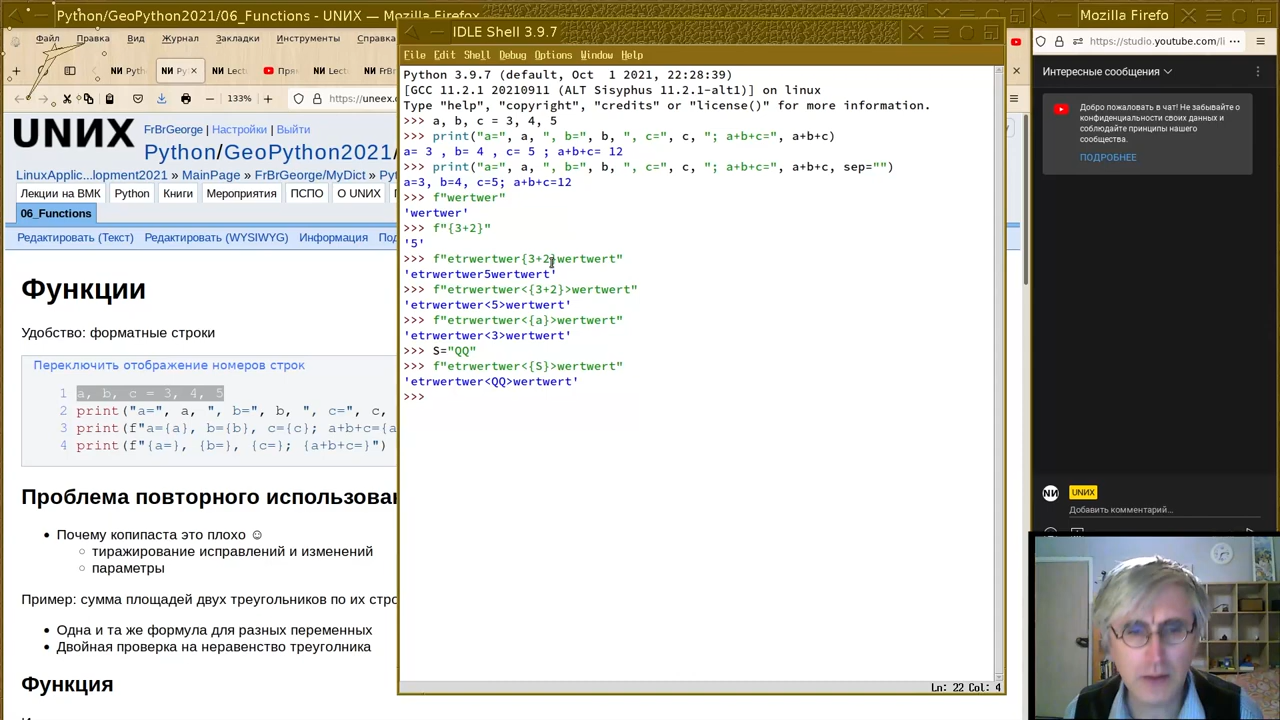 Python/GeoPython2021/06_Functions - UNИX — Mozilla Firefox
Файл Правка Вид Журнал Закладки Инструменты Справка
133%
https://uneex.
UNИX
FrBrGeorge | Настройки | Выйти
Python/GeoPython2021/
LinuxApplic...lopment2021 » MainPage » FrBrGeorge/MyDict »
Лекции на ВМК Python Книги Мероприятия ПСПО О UNIX
06_Functions
Редактировать (Текст) Редактировать (WYSIWYG) Информация
Функции
Удобство: форматные строки
Переключить отображение номеров строк
1 a, b, c = 3, 4, 5
2 print("a=", a, ", b=", b, ", c=", c,
3 print(f"a={a}, b={b}, c={c}; a+b+c={a
4 print(f"{a=}, {b=}, {c=}; {a+b+c=}")
Проблема повторного использован
Почему копипаста это плохо ☺
тиражирование исправлений и изменений
параметры
Пример: сумма площадей двух треугольников по их стро
Одна и та же формула для разных переменных
Двойная проверка на неравенство треуголника
Функция
IDLE Shell 3.9.7
File Edit Shell Debug Options Window Help
Python 3.9.7 (default, Oct  1 2021, 22:28:39)
[GCC 11.2.1 20210911 (ALT Sisyphus 11.2.1-alt1)] on linux
Type "help", "copyright", "credits" or "license()" for more information.
>>> a, b, c = 3, 4, 5
>>> print("a=", a, ", b=", b, ", c=", c, "; a+b+c=", a+b+c)
a= 3 , b= 4 , c= 5 ; a+b+c= 12
>>> print("a=", a, ", b=", b, ", c=", c, "; a+b+c=", a+b+c, sep="")
a=3, b=4, c=5; a+b+c=12
>>> f"wertwer"
'wertwer'
>>> f"{3+2}"
'5'
>>> f"etrwertwer{3+2}wertwert"
'etrwertwer5wertwert'
>>> f"etrwertwer<{3+2}>wertwert"
'etrwertwer<5>wertwert'
>>> f"etrwertwer<{a}>wertwert"
'etrwertwer<3>wertwert'
>>> S="QQ"
>>> f"etrwertwer<{S}>wertwert"
'etrwertwer<QQ>wertwert'
>>>
Ln: 22 Col: 4
Mozilla Firefo
https://studio.youtube.com/li
Интересные сообщения
Добро пожаловать в чат! Не забывайте о
конфиденциальности своих данных и
соблюдайте принципы нашего
сообщества.
ПОДРОБНЕЕ
NИ UNИX
Добавить комментарий...